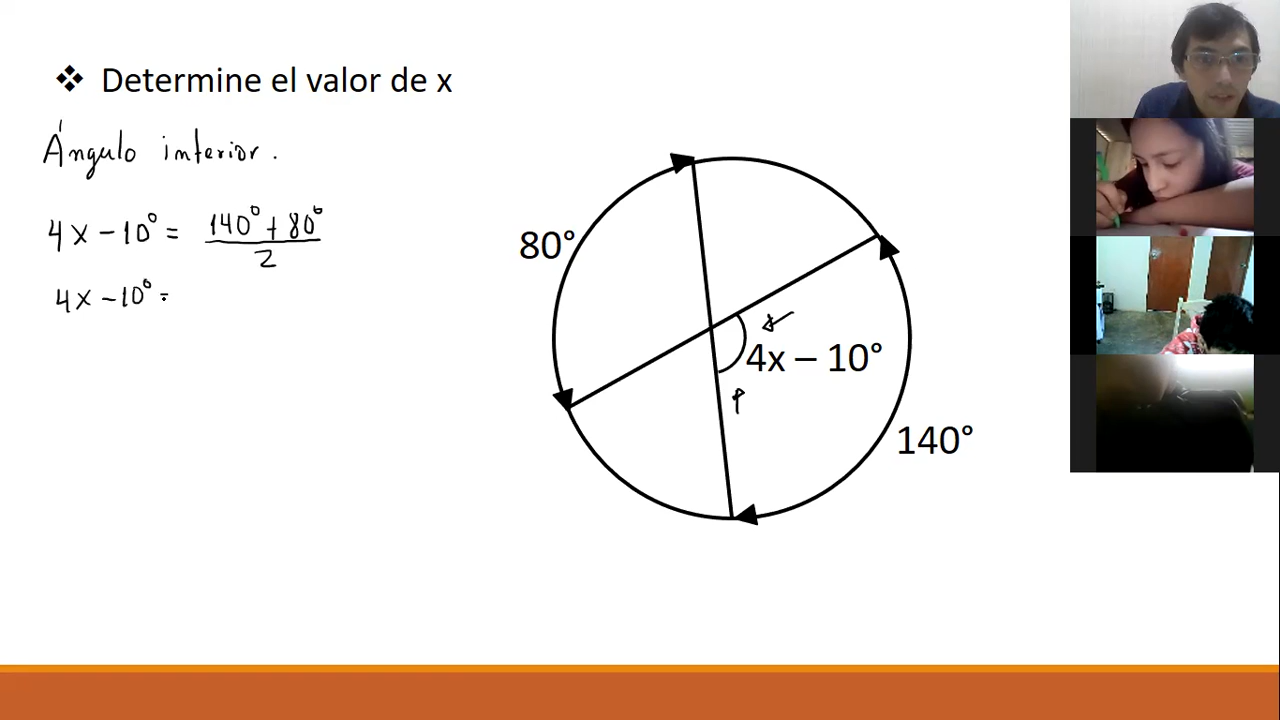 ❖ Determine el valor de x
Ángulo interior.
4x – 10° = 140° + 80° / 2
4x – 10° =
80°
4x – 10°
140°